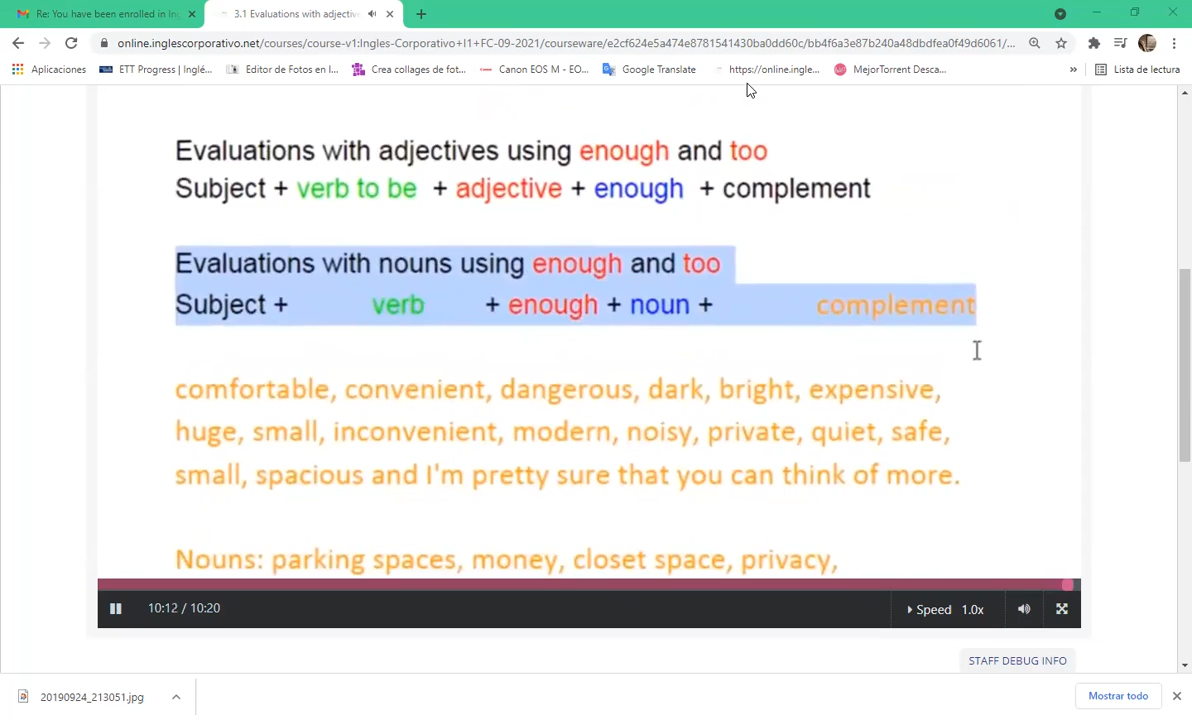 Re: You have been enrolled in Ing
3.1 Evaluations with adjective
online.inglescorporativo.net/courses/course-v1:Ingles-Corporativo+I1+FC-09-2021/courseware/e2cf624e5a474e8781541430ba0dd60c/bb4f6a3e87b240a48dbdfea0f49d6061/...
Aplicaciones ETT Progress | Inglé... Editor de Fotos en l... Crea collages de fot... Canon EOS M - EO... Google Translate https://online.ingle... MejorTorrent Desca... » Lista de lectura
Evaluations with adjectives using enough and too
Subject + verb to be + adjective + enough + complement
Evaluations with nouns using enough and too
Subject + verb + enough + noun + complement
comfortable, convenient, dangerous, dark, bright, expensive,
huge, small, inconvenient, modern, noisy, private, quiet, safe,
small, spacious and I'm pretty sure that you can think of more.
Nouns: parking spaces, money, closet space, privacy,
10:12 / 10:20 Speed 1.0x
STAFF DEBUG INFO
20190924_213051.jpg Mostrar todo